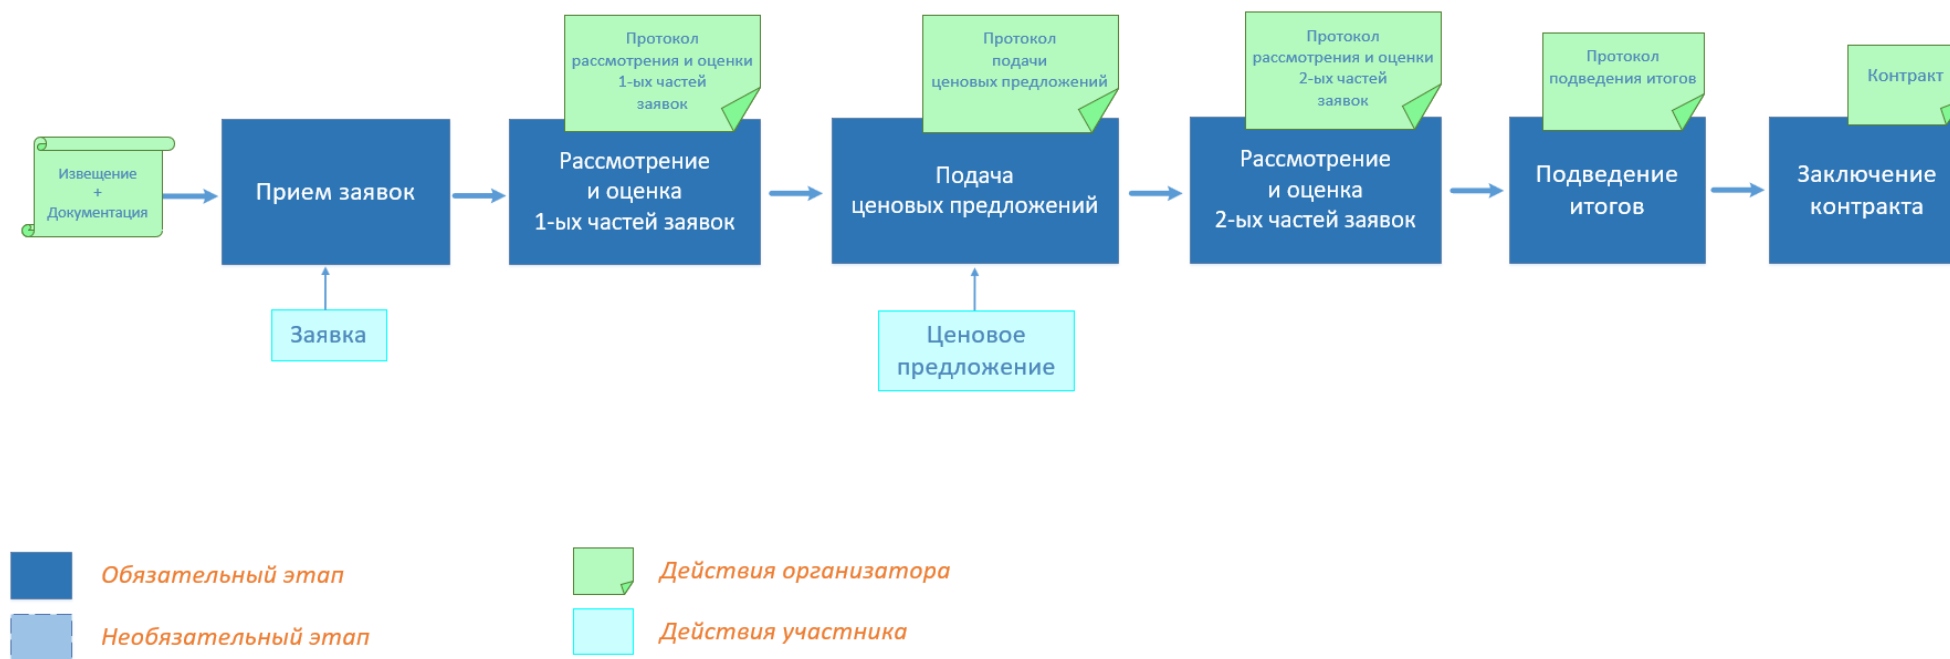 Протокол
рассмотрения и оценки
1-ых частей
заявок
Протокол
подачи
ценовых предложений
Протокол
рассмотрения и оценки
2-ых частей
заявок
Протокол
подведения итогов
Контракт
Извещение
+
Документация
Прием заявок
Рассмотрение
и оценка
1-ых частей заявок
Подача
ценовых предложений
Рассмотрение
и оценка
2-ых частей заявок
Подведение
итогов
Заключение
контракта
Заявка
Ценовое
предложение
Обязательный этап
Действия организатора
Необязательный этап
Действия участника